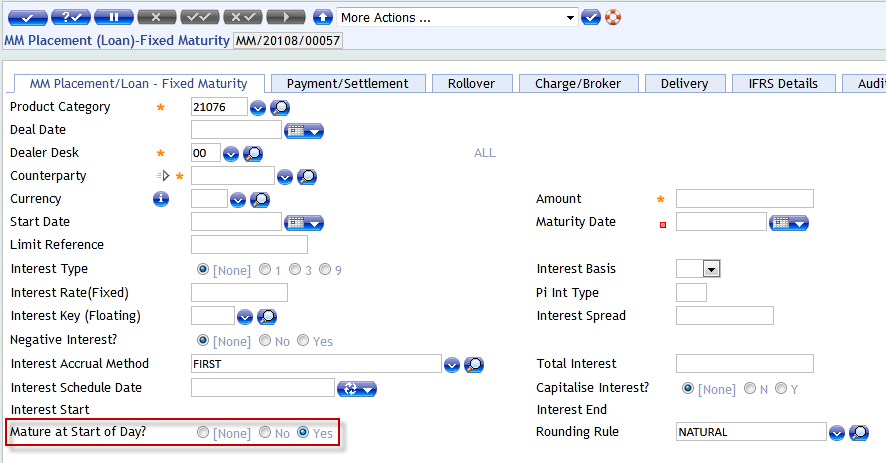 More Actions ...
MM Placement (Loan)-Fixed Maturity MM/20108/00057
MM Placement/Loan - Fixed Maturity Payment/Settlement Rollover Charge/Broker Delivery IFRS Details Audi
Product Category * 21076
Deal Date
Dealer Desk * 00 ALL
Counterparty *
Currency Amount *
Start Date Maturity Date
Limit Reference
Interest Type [None] 1 3 9 Interest Basis
Interest Rate(Fixed) Pi Int Type
Interest Key (Floating) Interest Spread
Negative Interest? [None] No Yes
Interest Accrual Method FIRST Total Interest
Interest Schedule Date Capitalise Interest? [None] N Y
Interest Start Interest End
Mature at Start of Day? [None] No Yes Rounding Rule NATURAL